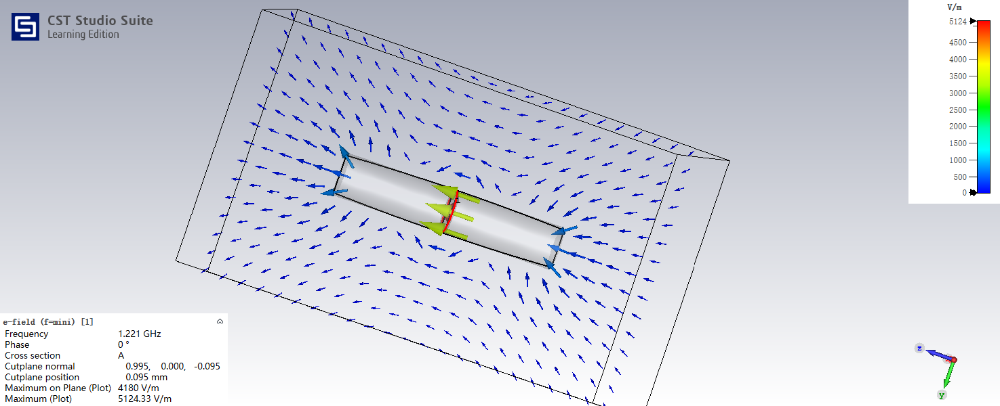 CST Studio Suite
Learning Edition
V/m
5124
4500
4000
3500
3000
2500
2000
1500
1000
500
0
1
e-field (f=mini) [1]
Frequency 1.221 GHz
Phase 0 °
Cross section A
Cutplane normal 0.995, 0.000, -0.095
Cutplane position 0.095 mm
Maximum on Plane (Plot) 4180 V/m
Maximum (Plot) 5124.33 V/m
z
y